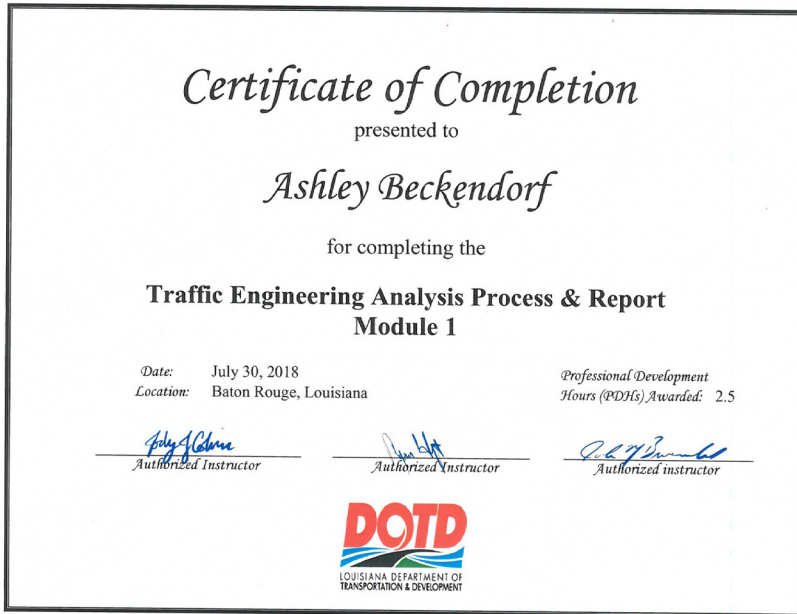 Certificate of Completion
presented to
Ashley Beckendorf
for completing the
Traffic Engineering Analysis Process & Report
Module 1
Date: July 30, 2018
Location: Baton Rouge, Louisiana
Professional Development
Hours (PDHs) Awarded: 2.5
Authorized Instructor
Authorized Instructor
Authorized instructor
DOTD
LOUISIANA DEPARTMENT OF
TRANSPORTATION & DEVELOPMENT